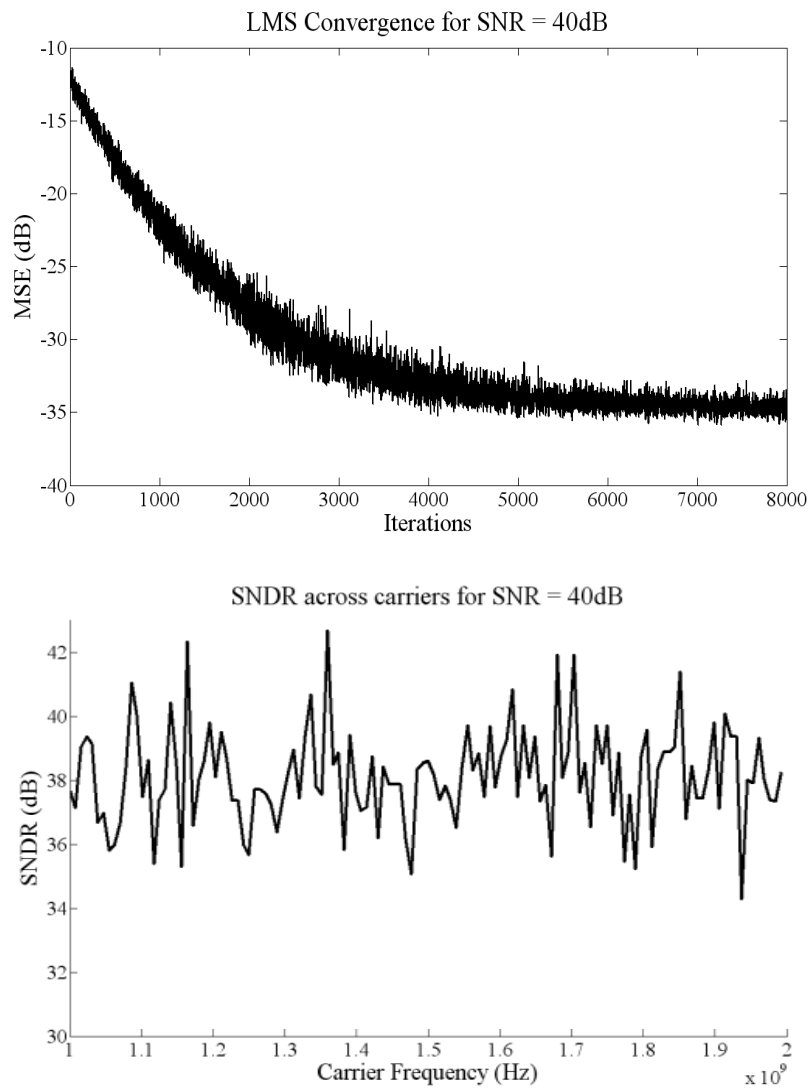 LMS Convergence for SNR = 40dB
-10
-15
-20
-25
-30
-35
-40
MSE (dB)
0 1000 2000 3000 4000 5000 6000 7000 8000
Iterations
SNDR across carriers for SNR = 40dB
42
40
38
36
34
32
30
SNDR (dB)
1 1.1 1.2 1.3 1.4 1.5 1.6 1.7 1.8 1.9 2
Carrier Frequency (Hz)
x 10⁹